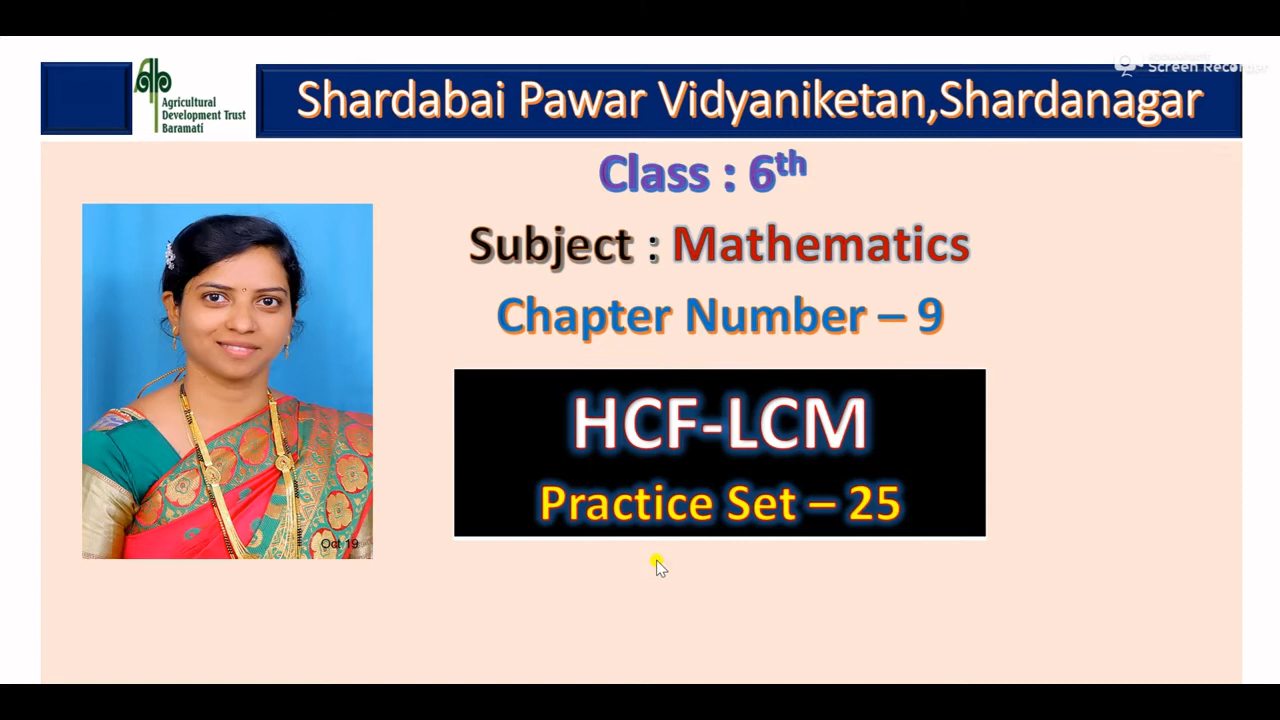 Screen Recorder
Agricultural
Development Trust
Baramati
Shardabai Pawar Vidyaniketan,Shardanagar
Class : 6th
Subject : Mathematics
Chapter Number – 9
HCF-LCM
Practice Set – 25
Oct 19